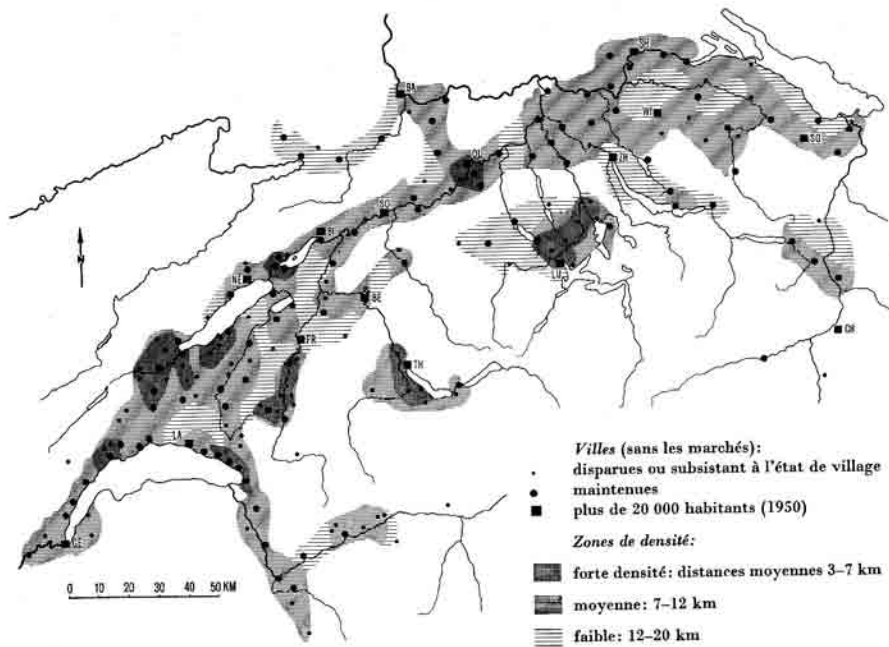 SH
BA
WI
SG
OL
ZH
SO
BI
LU
NE
BE
FR
CH
TH
LA
GE
N
0 10 20 30 40 50 KM
Villes (sans les marchés):
disparues ou subsistant à l'état de village
maintenues
plus de 20 000 habitants (1950)
Zones de densité:
forte densité: distances moyennes 3–7 km
moyenne: 7–12 km
faible: 12–20 km